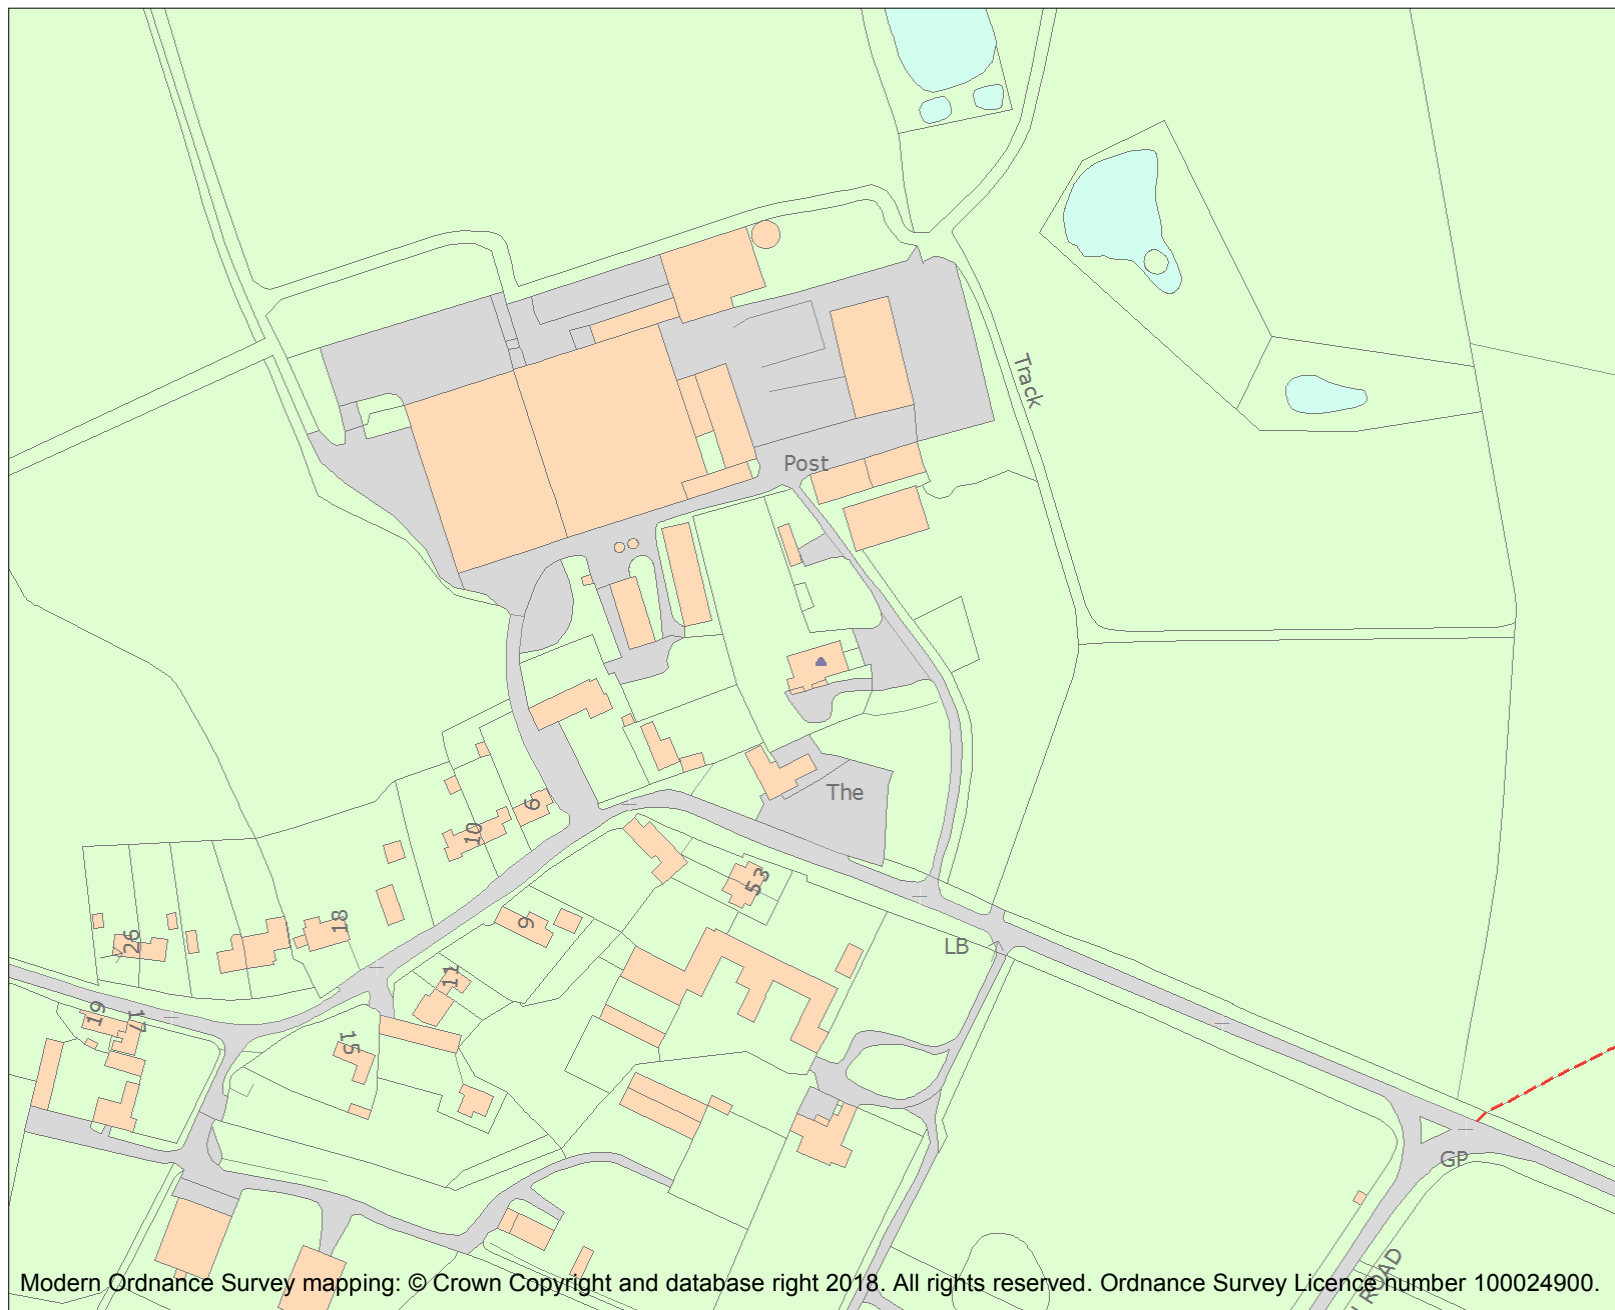 Track
Post
The
6
10
53
18
9
26
LB
11
19
17
15
GP
ROAD
Modern Ordnance Survey mapping: © Crown Copyright and database right 2018. All rights reserved. Ordnance Survey Licence number 100024900.